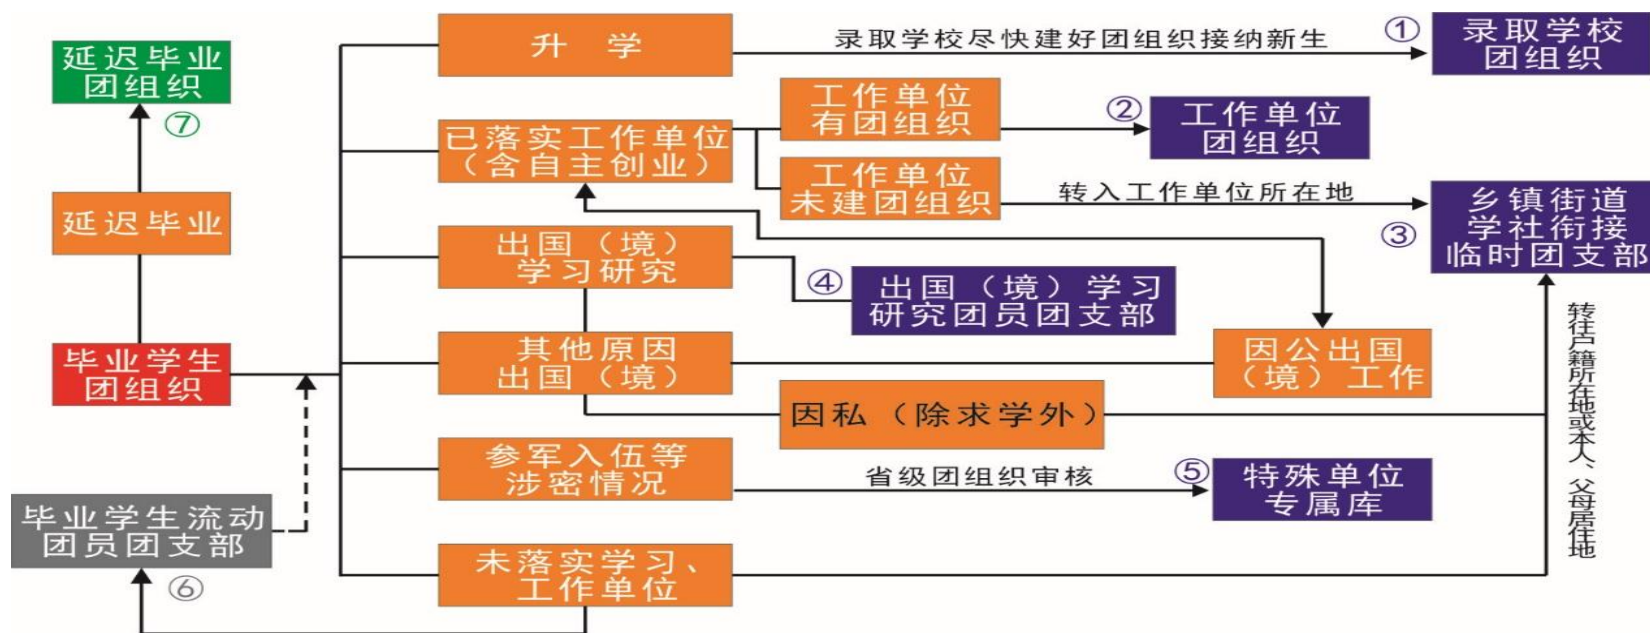 延迟毕业
团组织
⑦
延迟毕业
毕业学生
团组织
毕业学生流动
团员团支部
⑥
升 学
录取学校尽快建好团组织接纳新生
①
录取学校
团组织
已落实工作单位
（含自主创业）
工作单位
有团组织
②
工作单位
团组织
工作单位
未建团组织
转入工作单位所在地
③
乡镇街道
学社衔接
临时团支部
出国（境）
学习研究
④
出国（境）学习
研究团员团支部
其他原因
出国（境）
因公出国
（境）工作
因私（除求学外）
转往户籍所在地或本人、父母居住地
参军入伍等
涉密情况
省级团组织审核
⑤
特殊单位
专属库
未落实学习、
工作单位